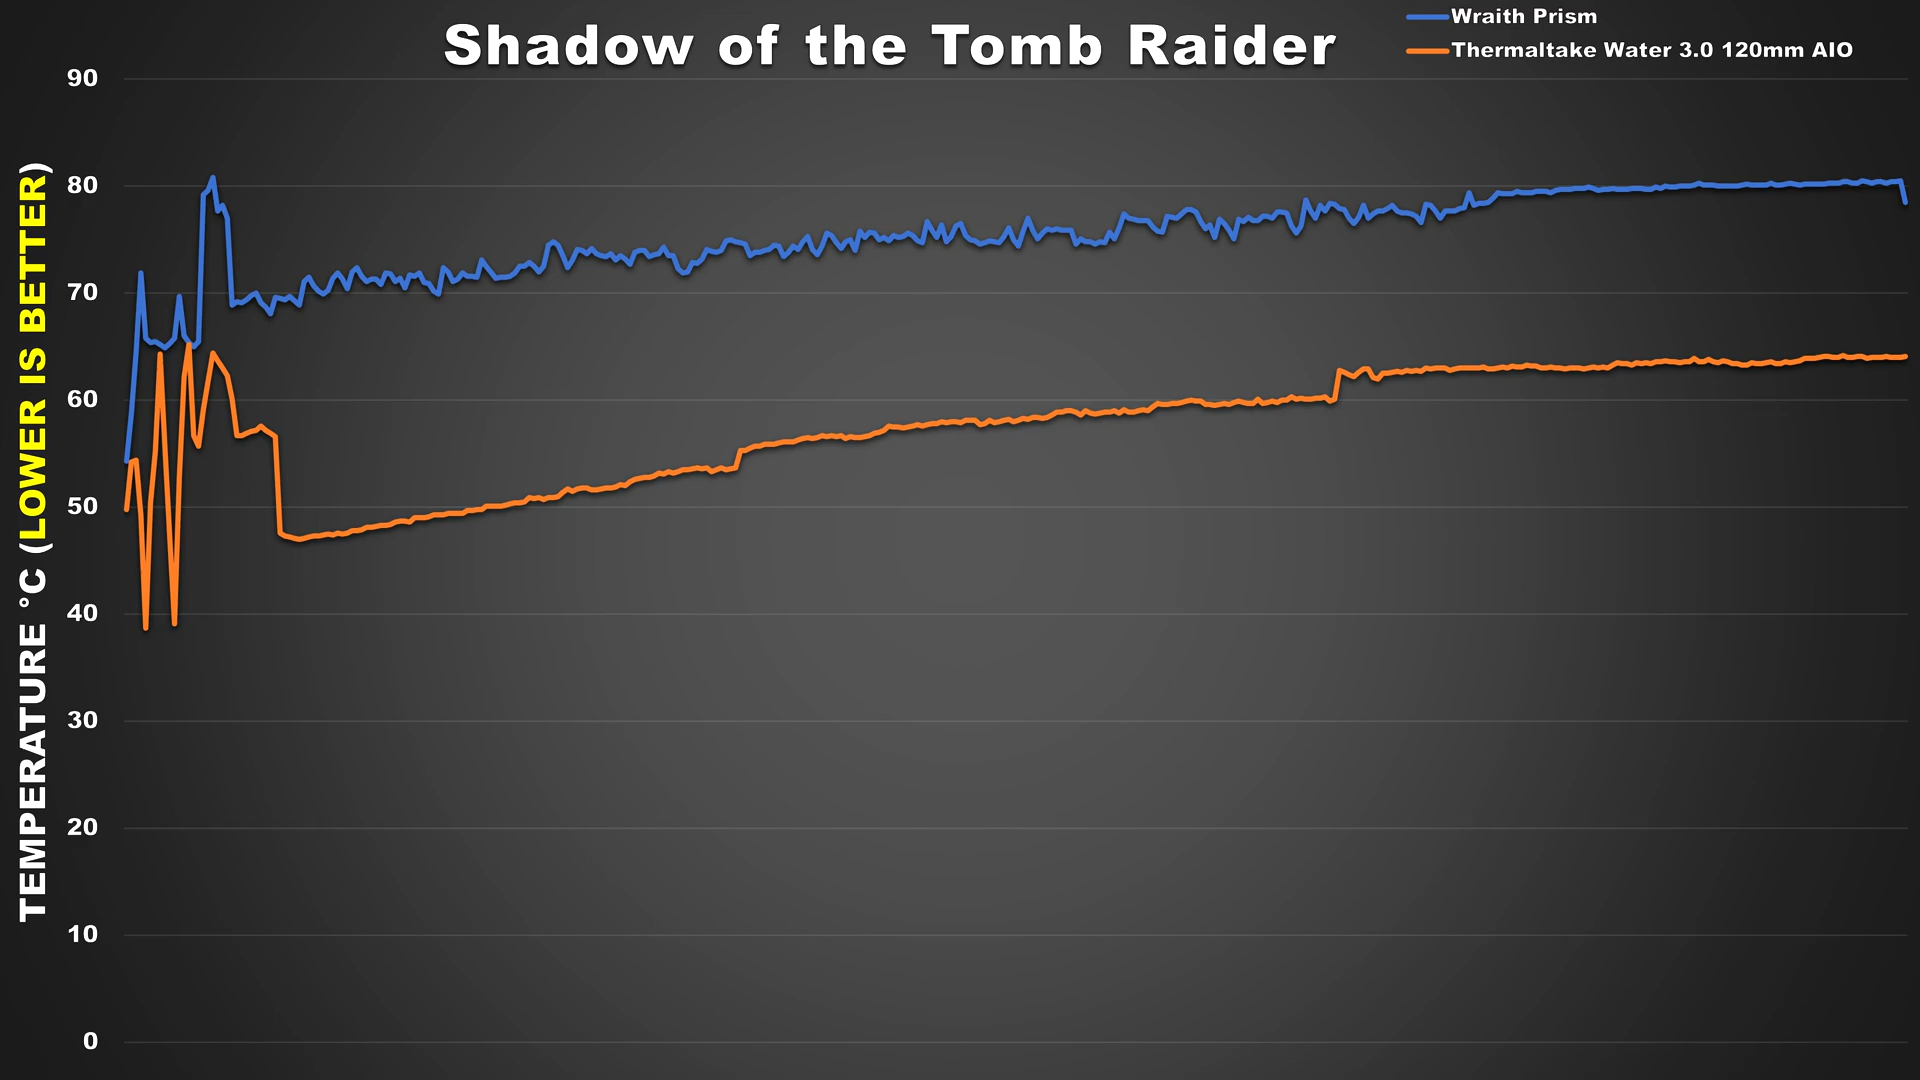 Shadow of the Tomb Raider
Wraith Prism
Thermaltake Water 3.0 120mm AIO
TEMPERATURE °C (LOWER IS BETTER)
90
80
70
60
50
40
30
20
10
0